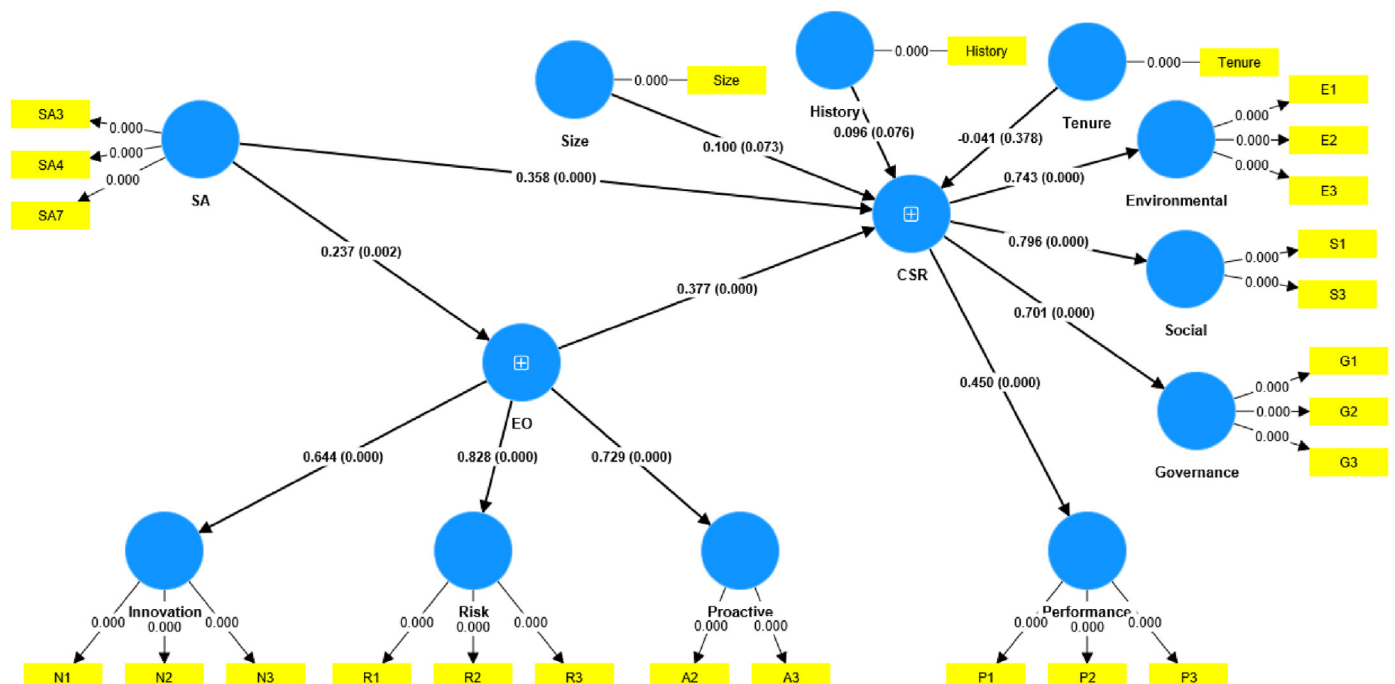 History
0.000
History
Size
0.000
Size
Tenure
0.000
Tenure
SA3
0.000
SA4
0.000
SA7
0.000
SA
0.096 (0.076)
0.100 (0.073)
-0.041 (0.378)
0.358 (0.000)
0.237 (0.002)
0.377 (0.000)
CSR
0.743 (0.000)
Environmental
0.000
E1
0.000
E2
0.000
E3
0.796 (0.000)
Social
0.000
S1
0.000
S3
0.701 (0.000)
Governance
0.000
G1
0.000
G2
0.000
G3
0.450 (0.000)
EO
0.644 (0.000)
0.828 (0.000)
0.729 (0.000)
Innovation
0.000
0.000
0.000
N1
N2
N3
Risk
0.000
0.000
0.000
R1
R2
R3
Proactive
0.000
0.000
A2
A3
Performance
0.000
0.000
0.000
P1
P2
P3